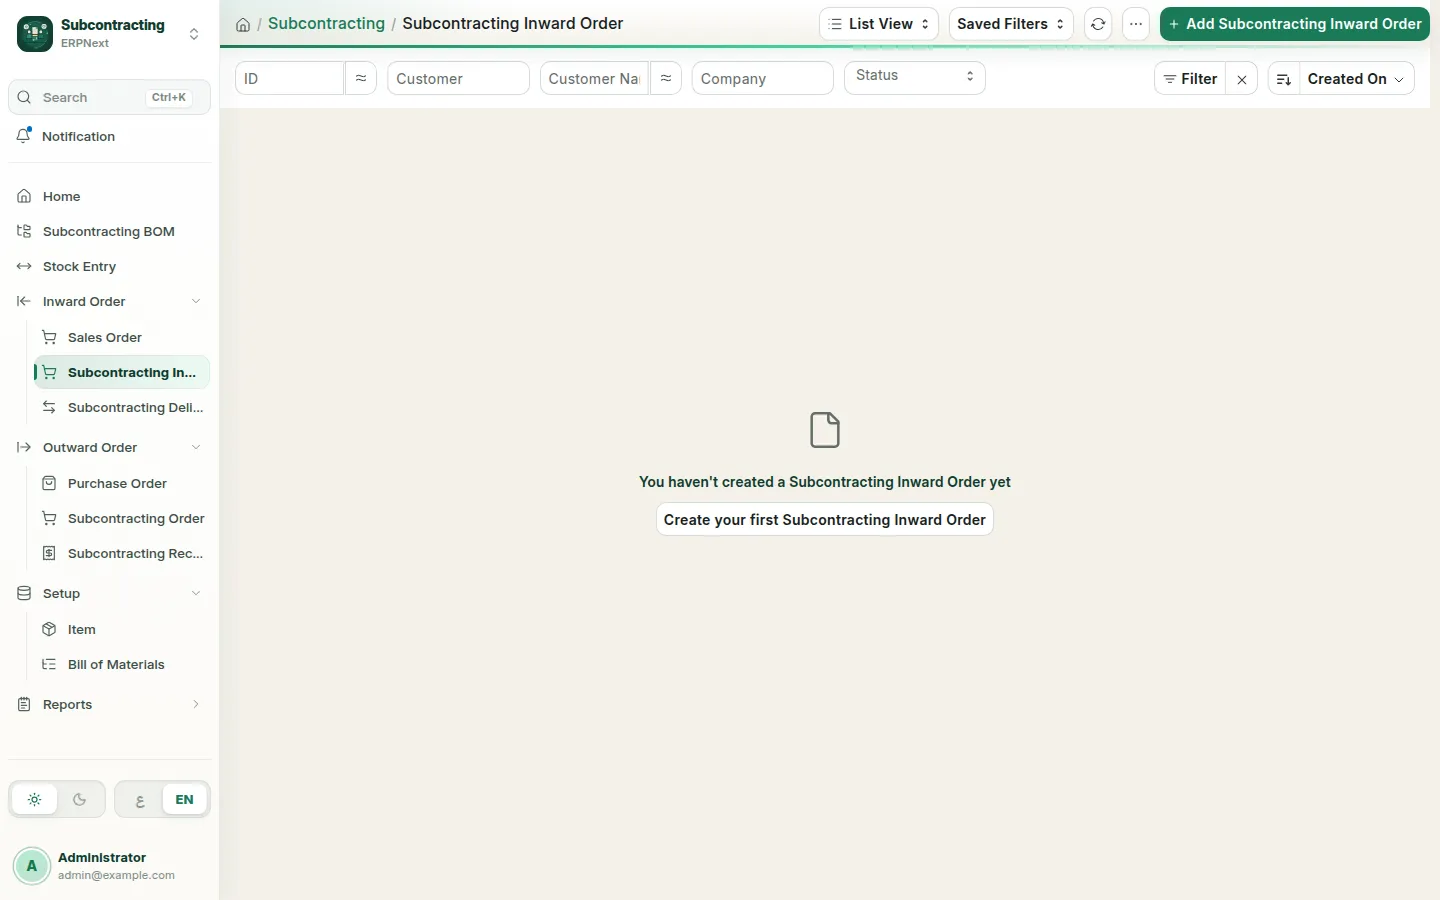 Subcontracting
ERPNext
Search
Ctrl+K
Notification
Home
Subcontracting BOM
Stock Entry
Inward Order
Sales Order
Subcontracting In...
Subcontracting Deli...
Outward Order
Purchase Order
Subcontracting Order
Subcontracting Rec...
Setup
Item
Bill of Materials
Reports
ع
EN
A
Administrator
admin@example.com
/ Subcontracting / Subcontracting Inward Order
List View
Saved Filters
+ Add Subcontracting Inward Order
ID
≈
Customer
Customer Na
≈
Company
Status
Filter
Created On
You haven't created a Subcontracting Inward Order yet
Create your first Subcontracting Inward Order